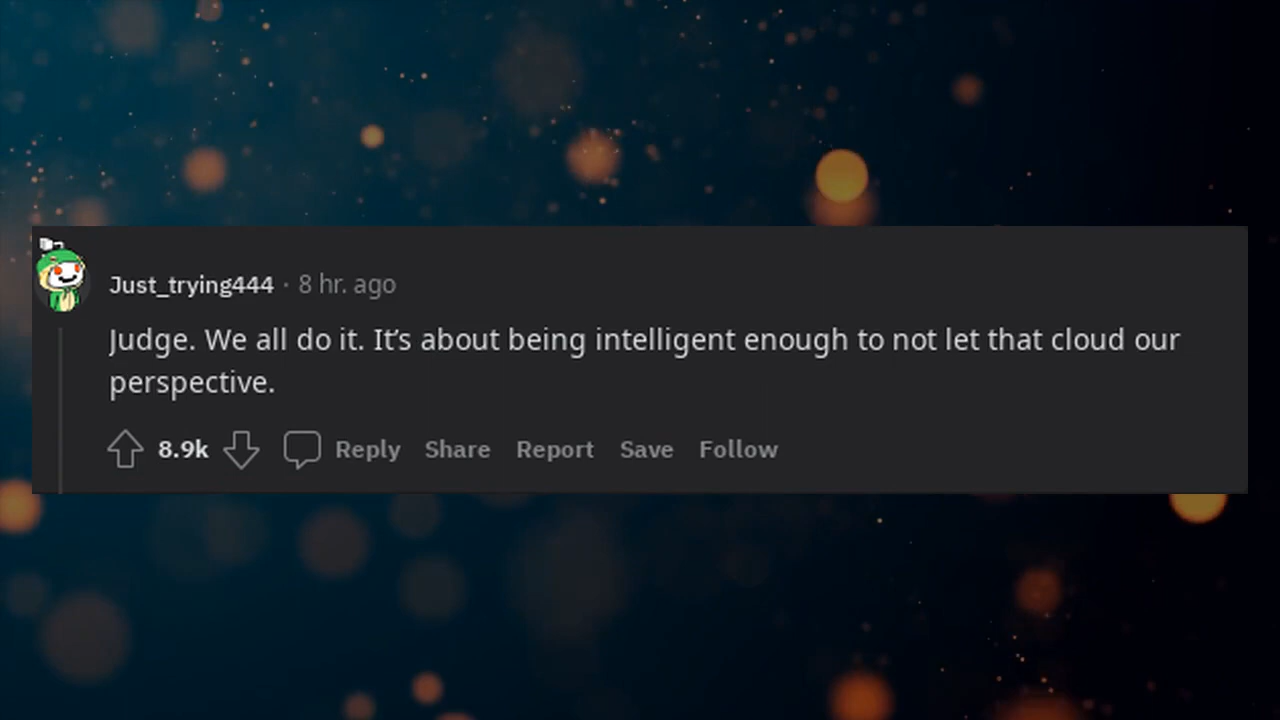 Just_trying444 · 8 hr. ago
Judge. We all do it. It’s about being intelligent enough to not let that cloud our
perspective.
8.9k Reply Share Report Save Follow